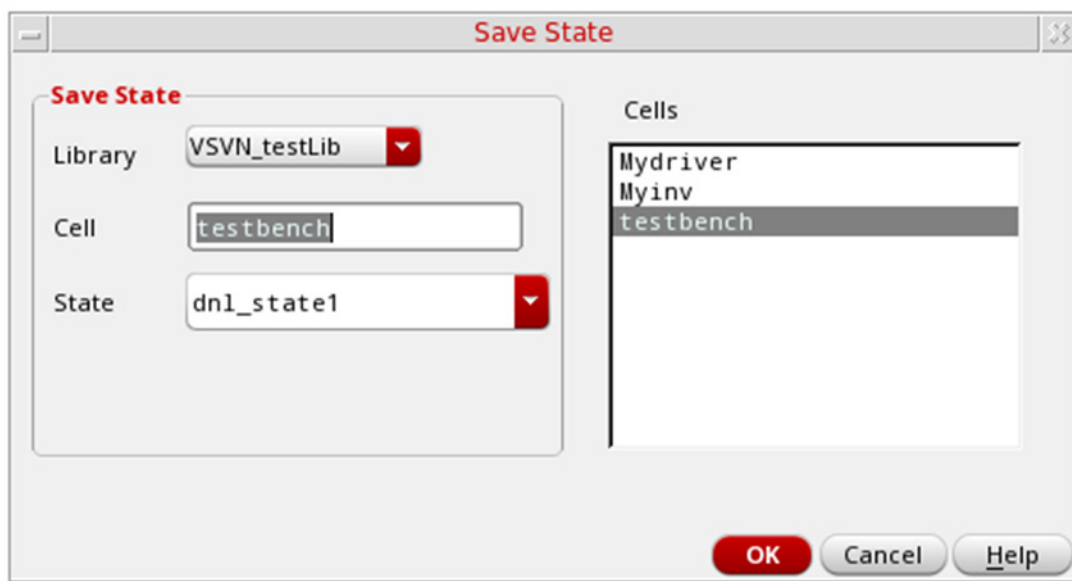 Save State
Save State
Library VSVN_testLib
Cell testbench
State dnl_state1
Cells
Mydriver
Myinv
testbench
OK Cancel Help